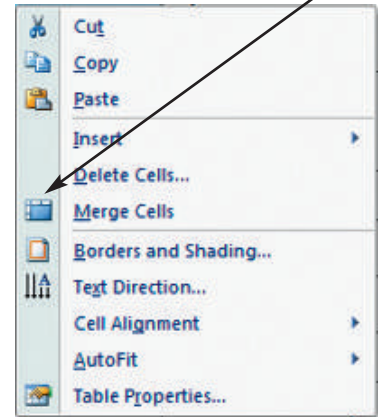 Cut
Copy
Paste
Insert
Delete Cells...
Merge Cells
Borders and Shading...
Text Direction...
Cell Alignment
AutoFit
Table Properties...